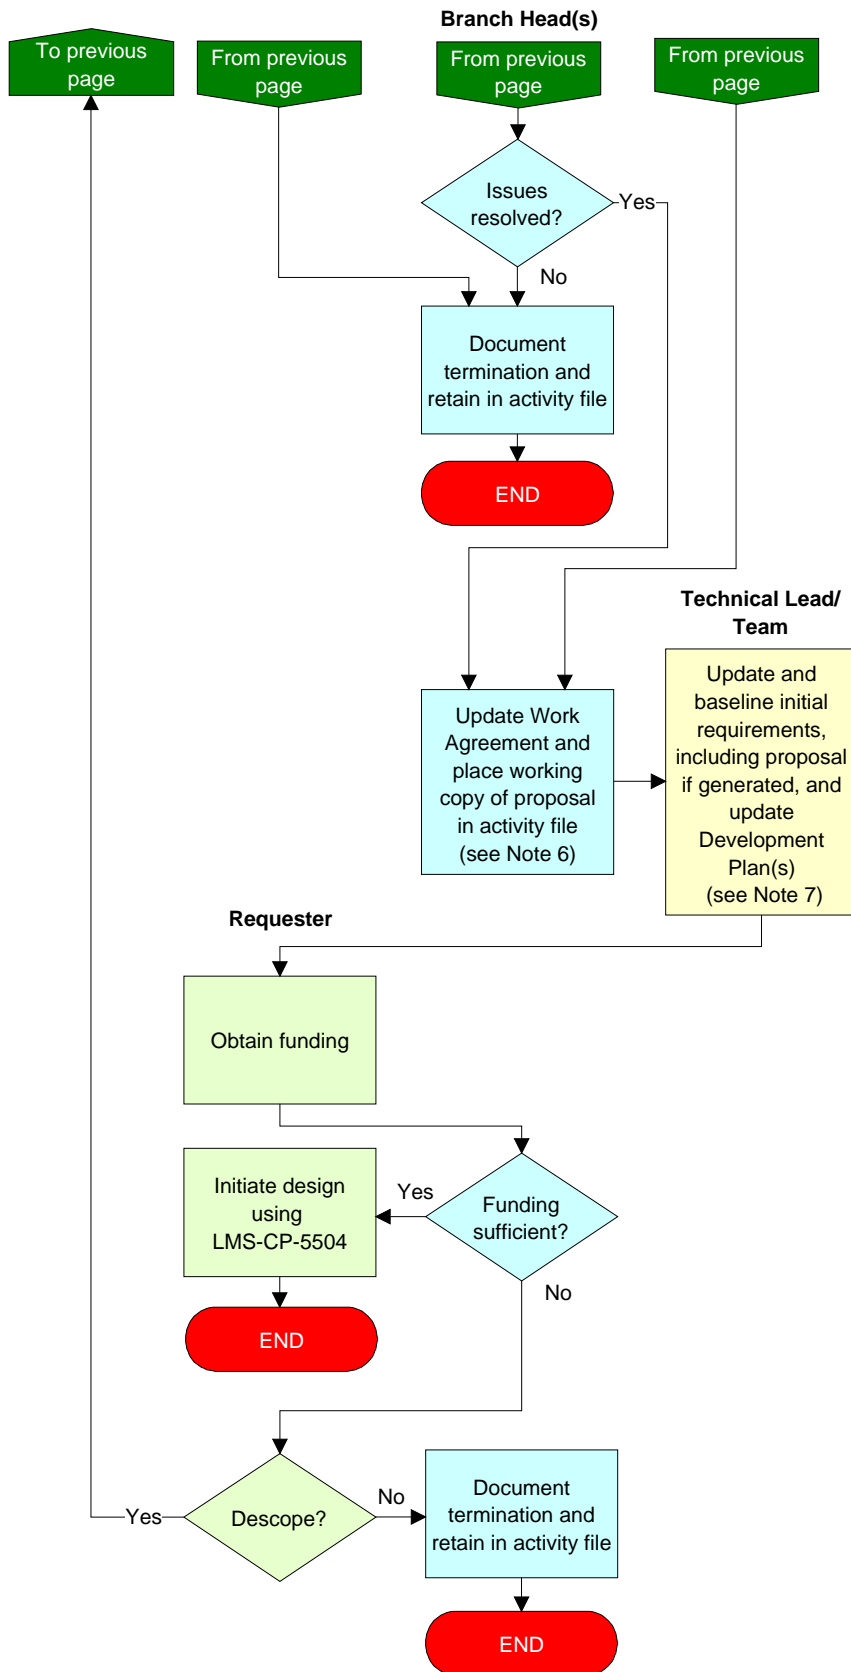 Branch Head(s)
To previous
page
From previous
page
From previous
page
From previous
page
Issues
resolved?
Yes
No
Document
termination and
retain in activity file
END
Technical Lead/
Team
Update Work
Agreement and
place working
copy of proposal
in activity file
(see Note 6)
Update and
baseline initial
requirements,
including proposal
if generated, and
update
Development
Plan(s)
(see Note 7)
Requester
Obtain funding
Initiate design
using
LMS-CP-5504
Yes
Funding
sufficient?
No
END
Yes
Descope?
No
Document
termination and
retain in activity file
END